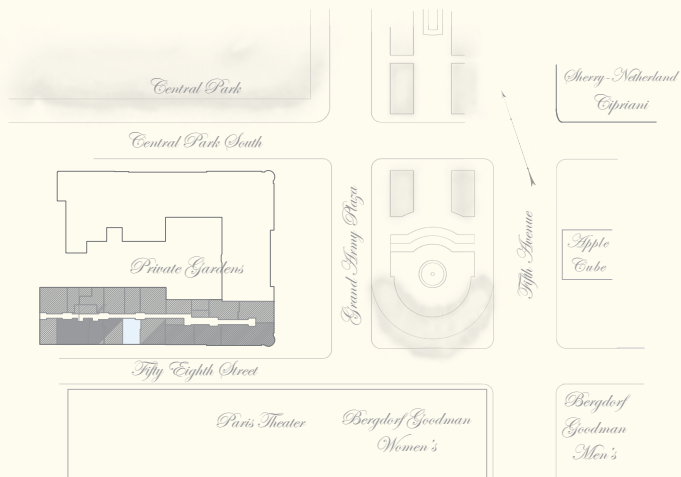 Central Park
Sherry-Netherland
Cipriani
Central Park South
Grand Army Plaza
Fifth Avenue
Apple
Cube
Private Gardens
Fifty Eighth Street
Paris Theater
Bergdorf Goodman
Women's
Bergdorf
Goodman
Men's